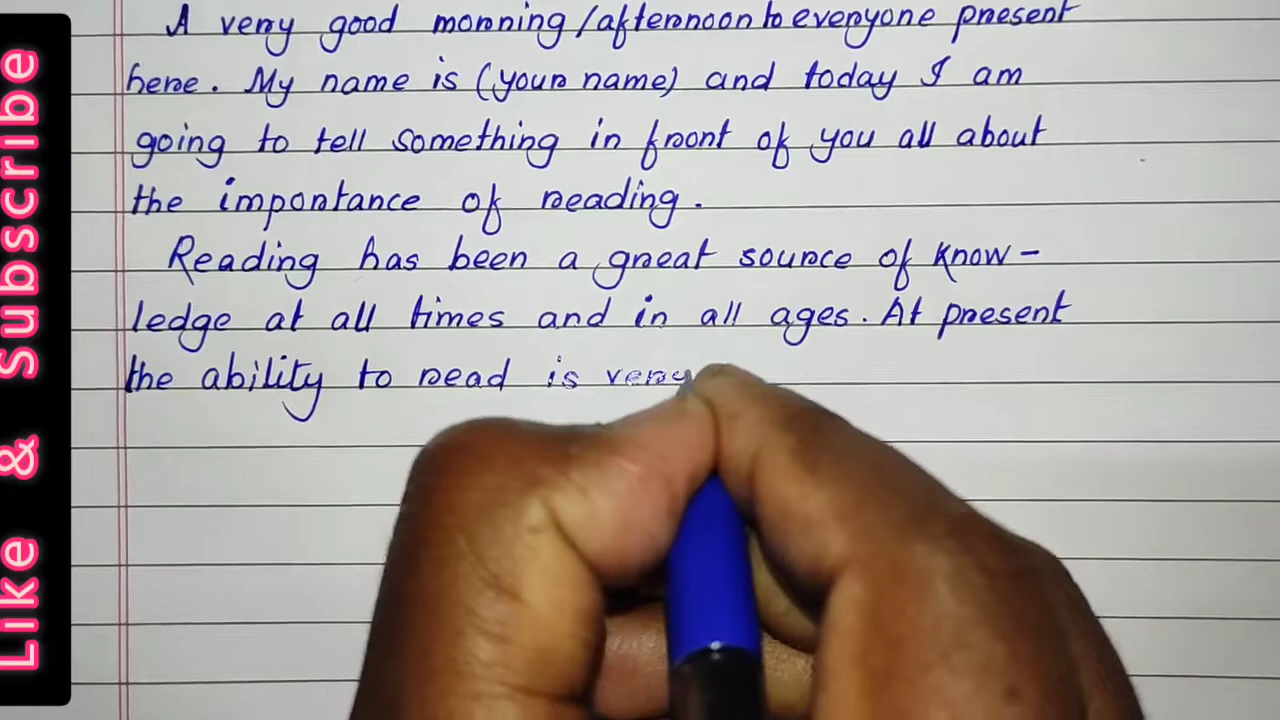 A very good morning/afternoon to everyone present
here. My name is (your name) and today I am
going to tell something in front of you all about
the importance of reading.
Reading has been a great source of know-
ledge at all times and in all ages. At present
the ability to read is very
Like & Subscribe